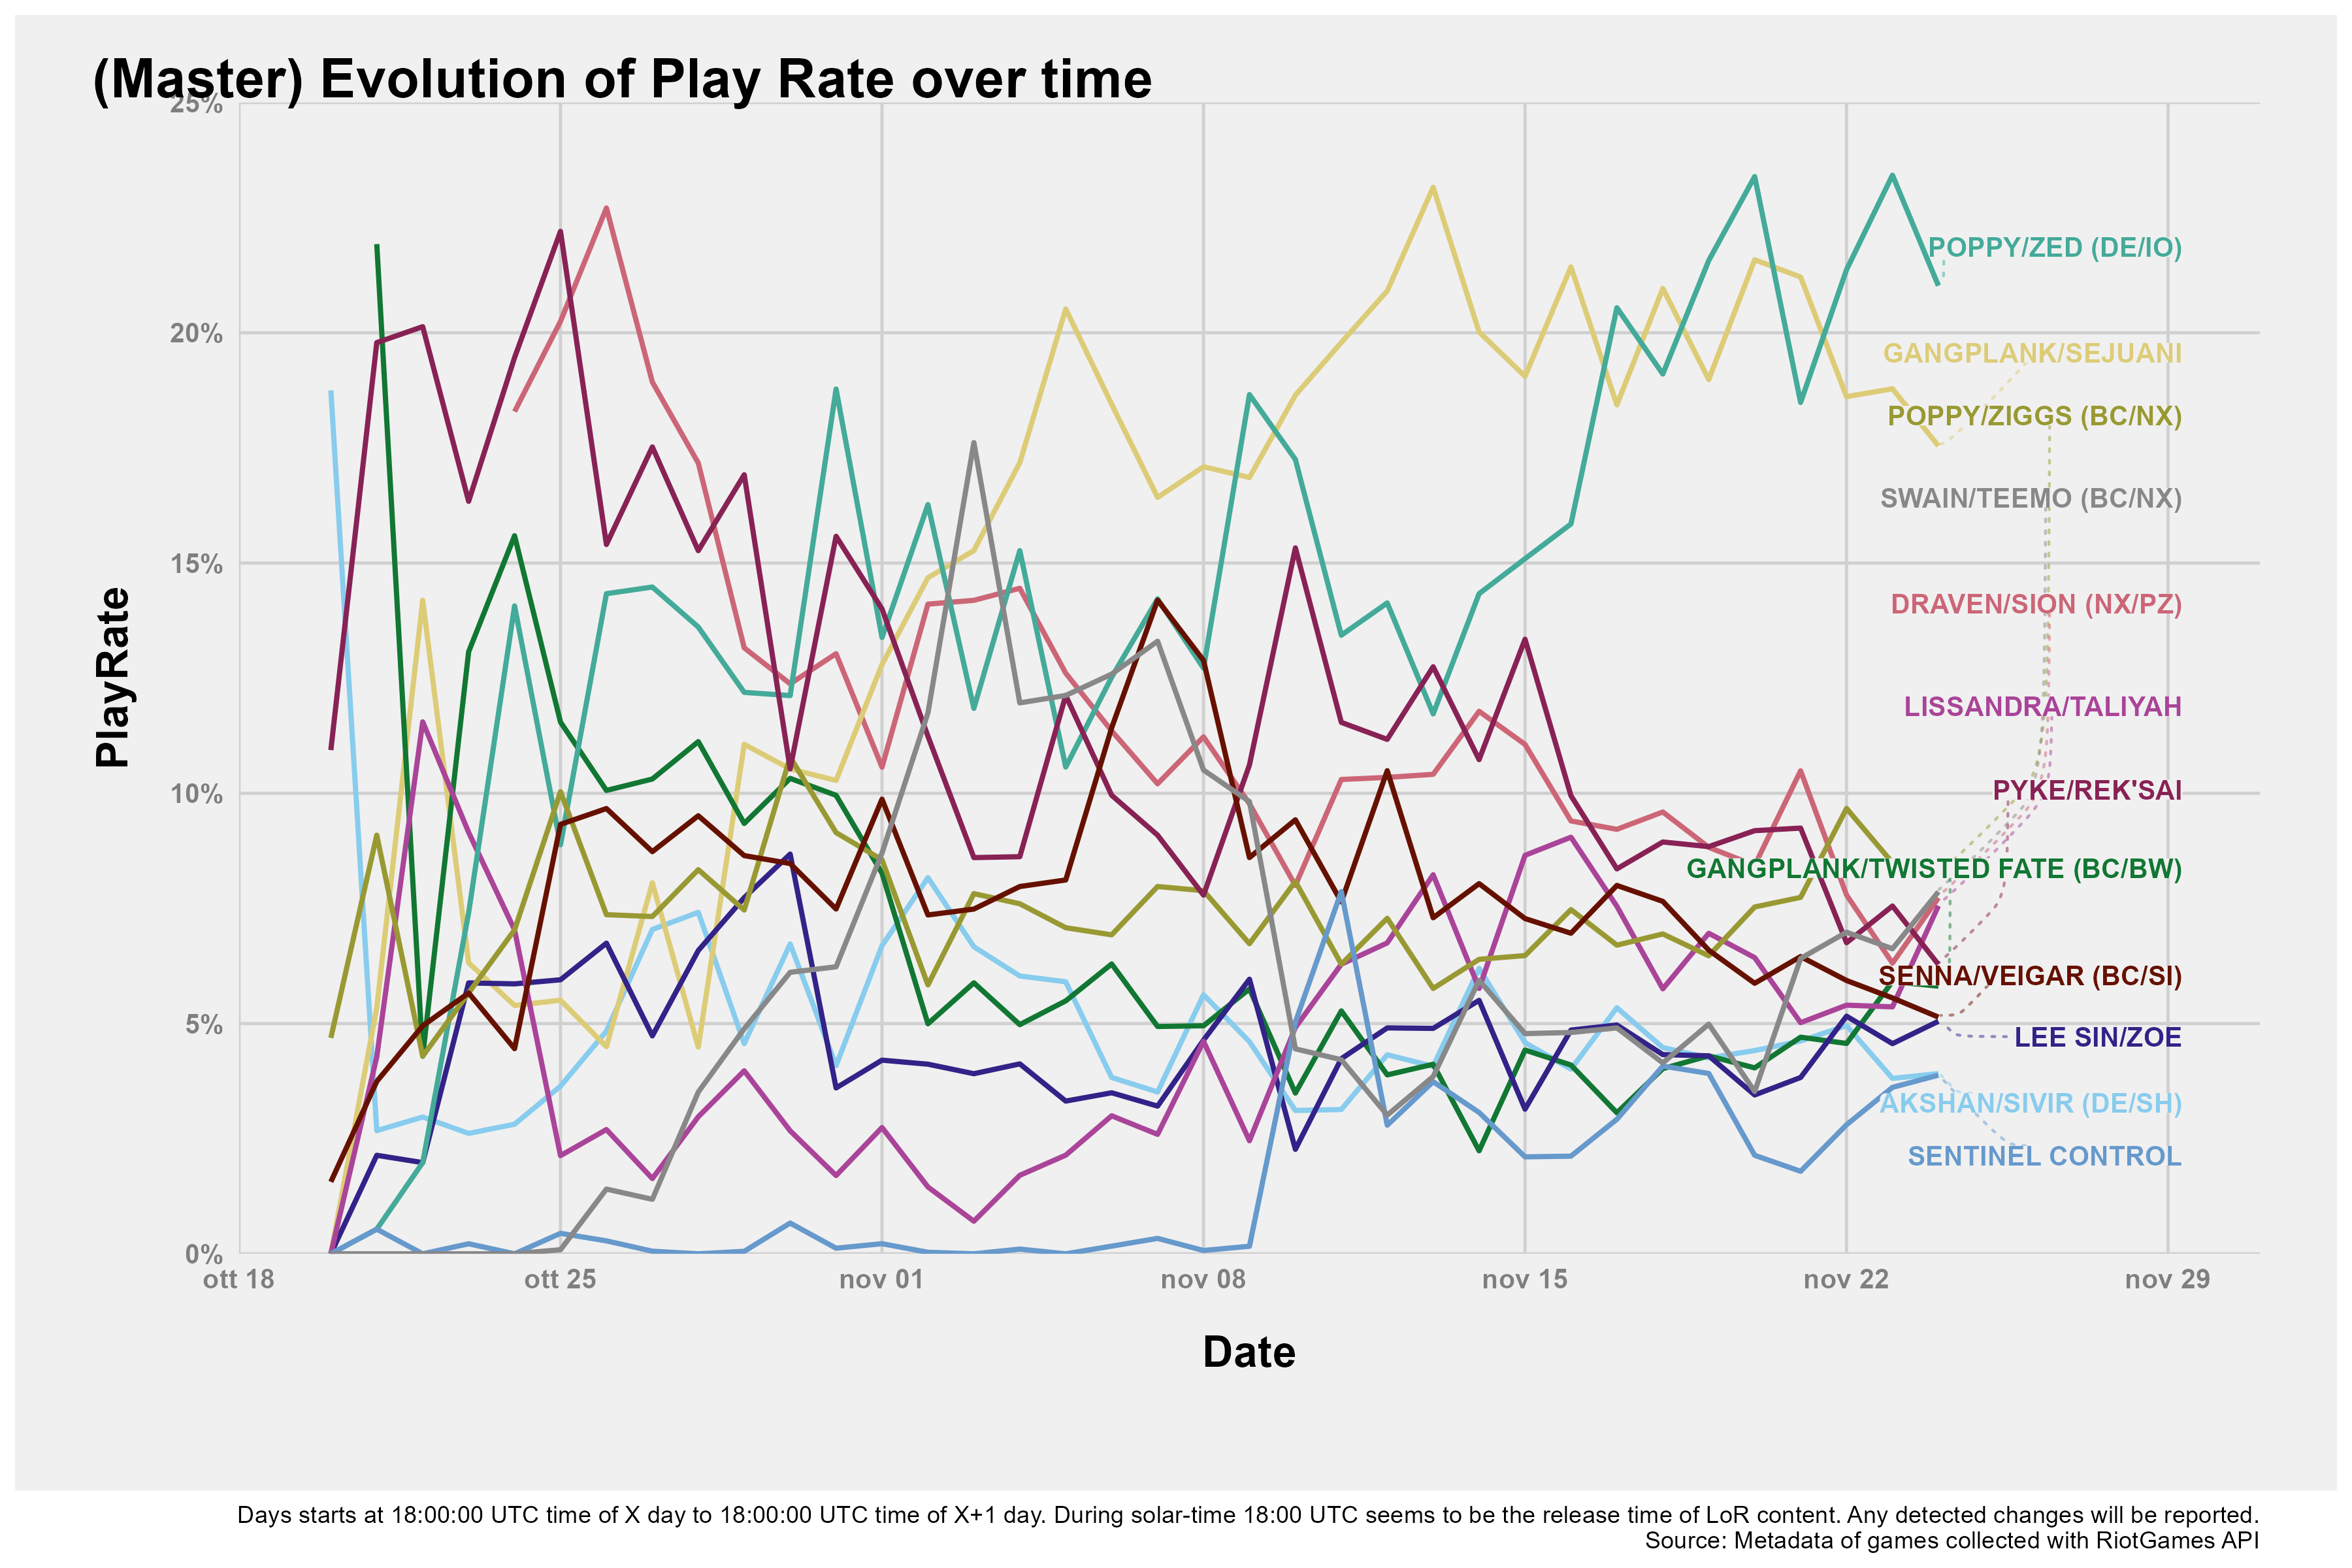 (Master) Evolution of Play Rate over time
25%
20%
15%
10%
5%
0%
PlayRate
POPPY/ZED (DE/IO)
GANGPLANK/SEJUANI
POPPY/ZIGGS (BC/NX)
SWAIN/TEEMO (BC/NX)
DRAVEN/SION (NX/PZ)
LISSANDRA/TALIYAH
PYKE/REK'SAI
GANGPLANK/TWISTED FATE (BC/BW)
SENNA/VEIGAR (BC/SI)
LEE SIN/ZOE
AKSHAN/SIVIR (DE/SH)
SENTINEL CONTROL
ott 18 ott 25 nov 01 nov 08 nov 15 nov 22 nov 29
Date
Days starts at 18:00:00 UTC time of X day to 18:00:00 UTC time of X+1 day. During solar-time 18:00 UTC seems to be the release time of LoR content. Any detected changes will be reported.
Source: Metadata of games collected with RiotGames API